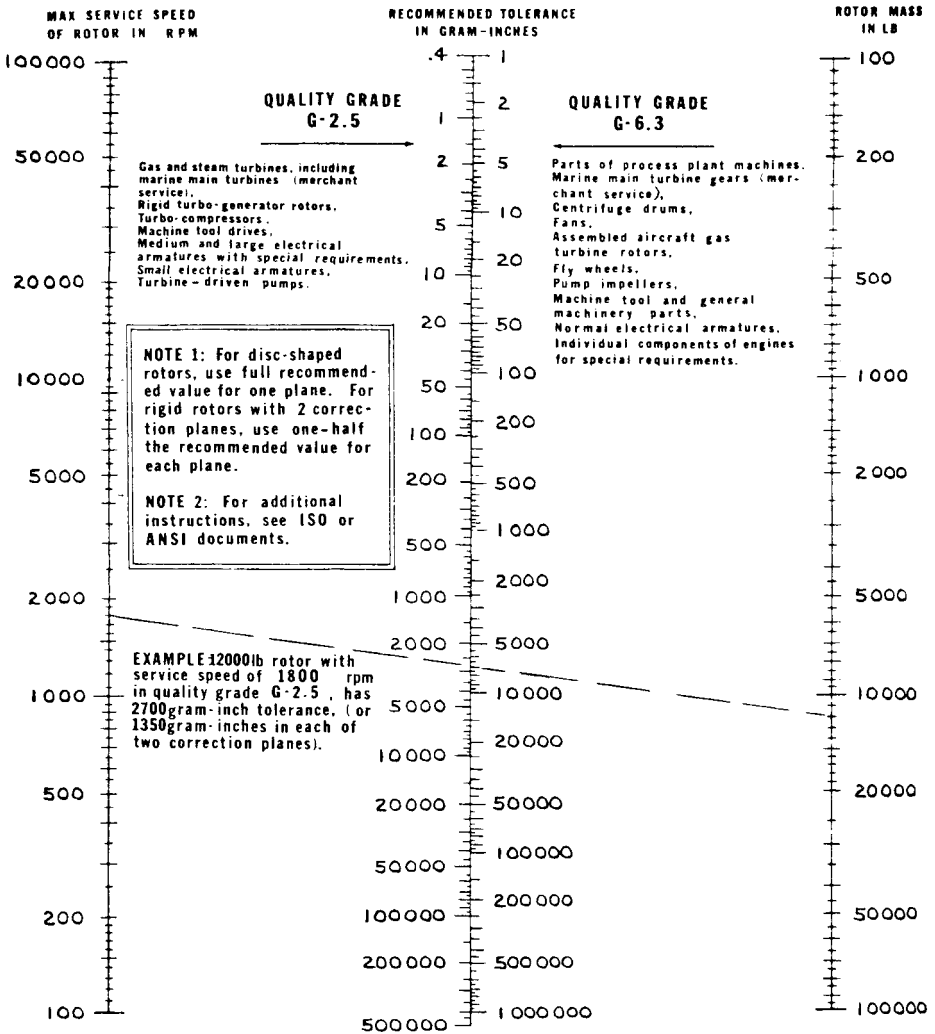 MAX SERVICE SPEED
OF ROTOR IN RPM
100000
50000
20000
10000
5000
2000
1000
500
200
100
RECOMMENDED TOLERANCE
IN GRAM-INCHES
.4
1
2
5
10
20
50
100
200
500
1000
2000
5000
10000
20000
50000
100000
200000
500000
1
2
5
10
20
50
100
200
500
1000
2000
5000
10000
20000
50000
100000
200000
500000
1000000
ROTOR MASS
IN LB
100
200
500
1000
2000
5000
10000
20000
50000
100000
QUALITY GRADE
G-2.5
Gas and steam turbines, including
marine main turbines (merchant
service),
Rigid turbo-generator rotors,
Turbo-compressors,
Machine tool drives,
Medium and large electrical
armatures with special requirements,
Small electrical armatures,
Turbine-driven pumps.
QUALITY GRADE
G-6.3
Parts of process plant machines.
Marine main turbine gears (mer-
chant service),
Centrifuge drums,
Fans,
Assembled aircraft gas
turbine rotors,
Fly wheels,
Pump impellers,
Machine tool and general
machinery parts,
Normal electrical armatures,
Individual components of engines
for special requirements.
NOTE 1: For disc-shaped
rotors, use full recommend-
ed value for one plane. For
rigid rotors with 2 correc-
tion planes, use one-half
the recommended value for
each plane.
NOTE 2: For additional
instructions, see ISO or
ANSI documents.
EXAMPLE:12000lb rotor with
service speed of 1800 rpm
in quality grade G-2.5 , has
2700gram-inch tolerance, (or
1350gram-inches in each of
two correction planes).